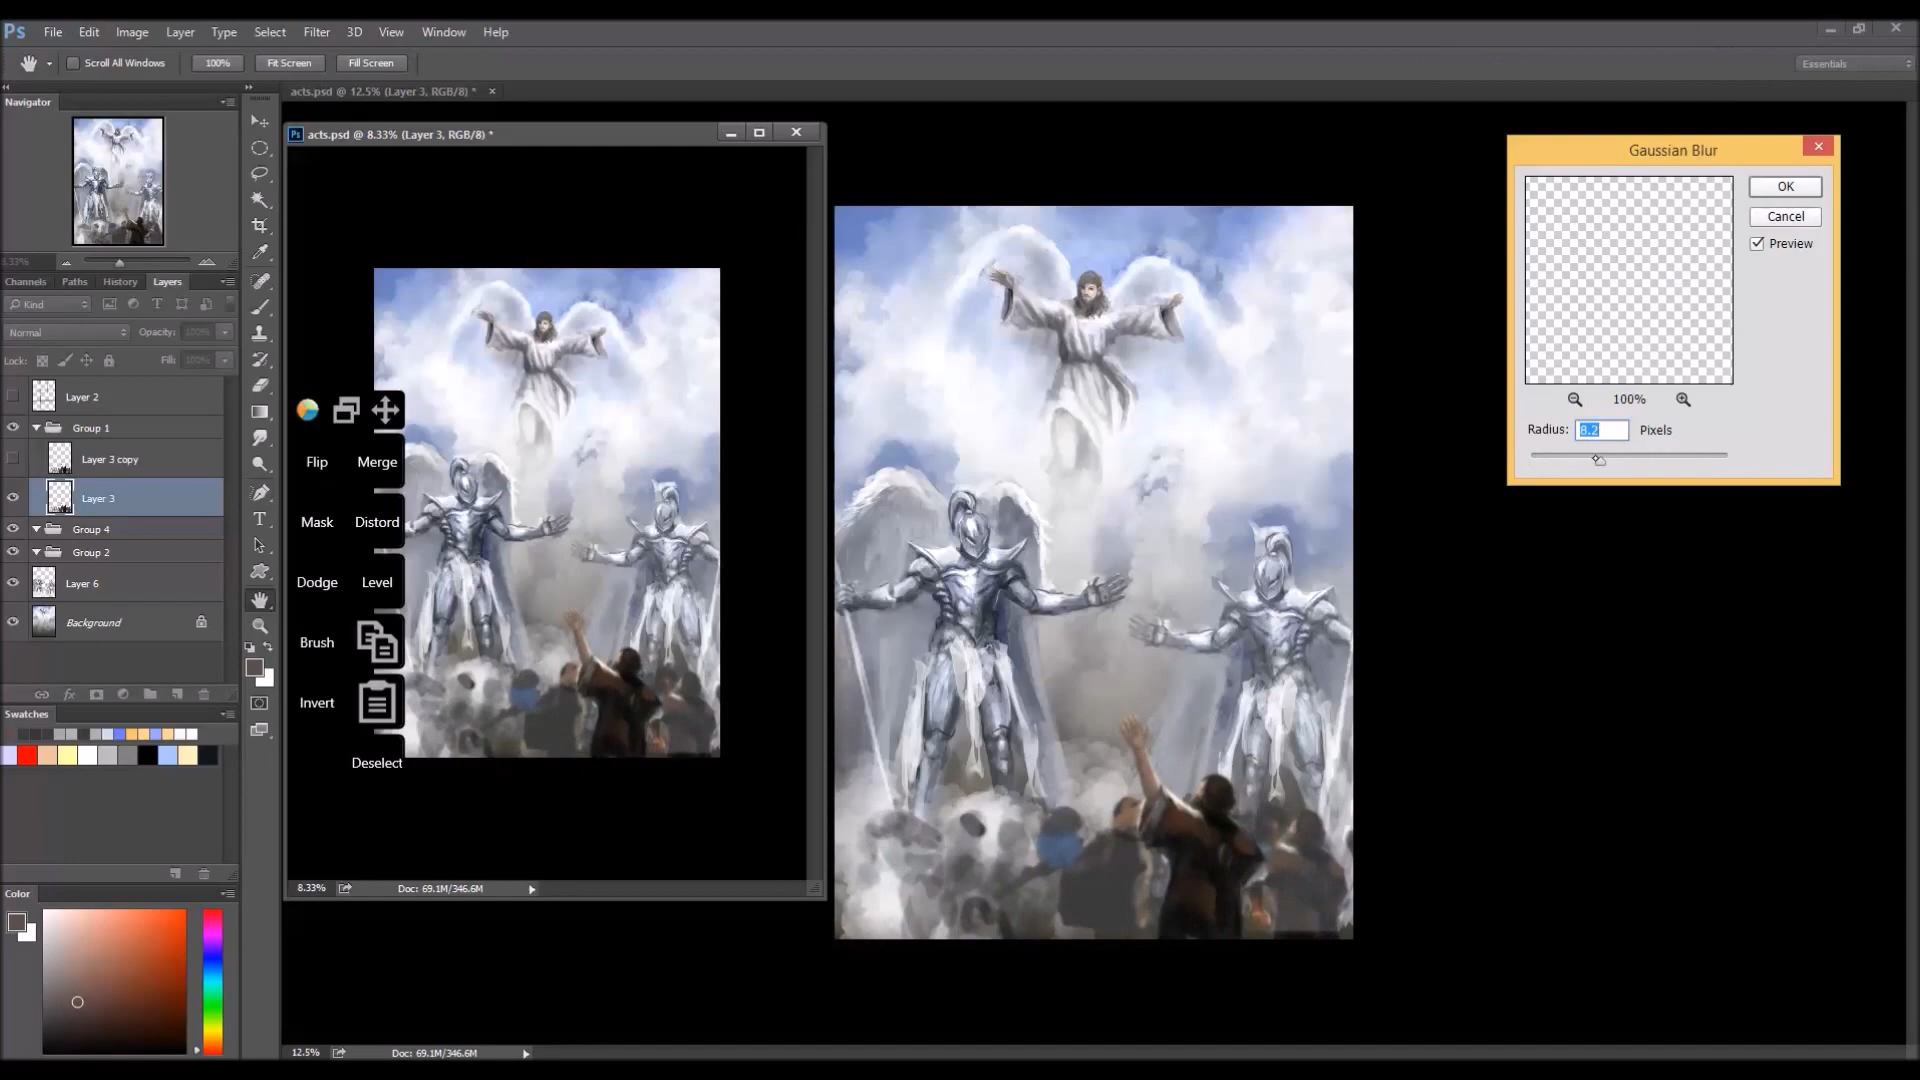 Ps File Edit Image Layer Type Select Filter 3D View Window Help
Scroll All Windows 100% Fit Screen Fill Screen Essentials
acts.psd @ 12.5% (Layer 3, RGB/8) *
Navigator
Ps acts.psd @ 8.33% (Layer 3, RGB/8) *
Gaussian Blur
OK
Cancel
Preview
100%
Radius: 8.2 Pixels
Channels Paths History Layers
Kind
Normal Opacity: 100%
Lock: Fill: 100%
Layer 2
Group 1
Layer 3 copy
Layer 3
Group 4
Group 2
Layer 6
Background
Swatches
Color
Flip Merge
Mask Distord
Dodge Level
Brush
Invert
Deselect
8.33% Doc: 69.1M/346.6M
12.5% Doc: 69.1M/346.6M